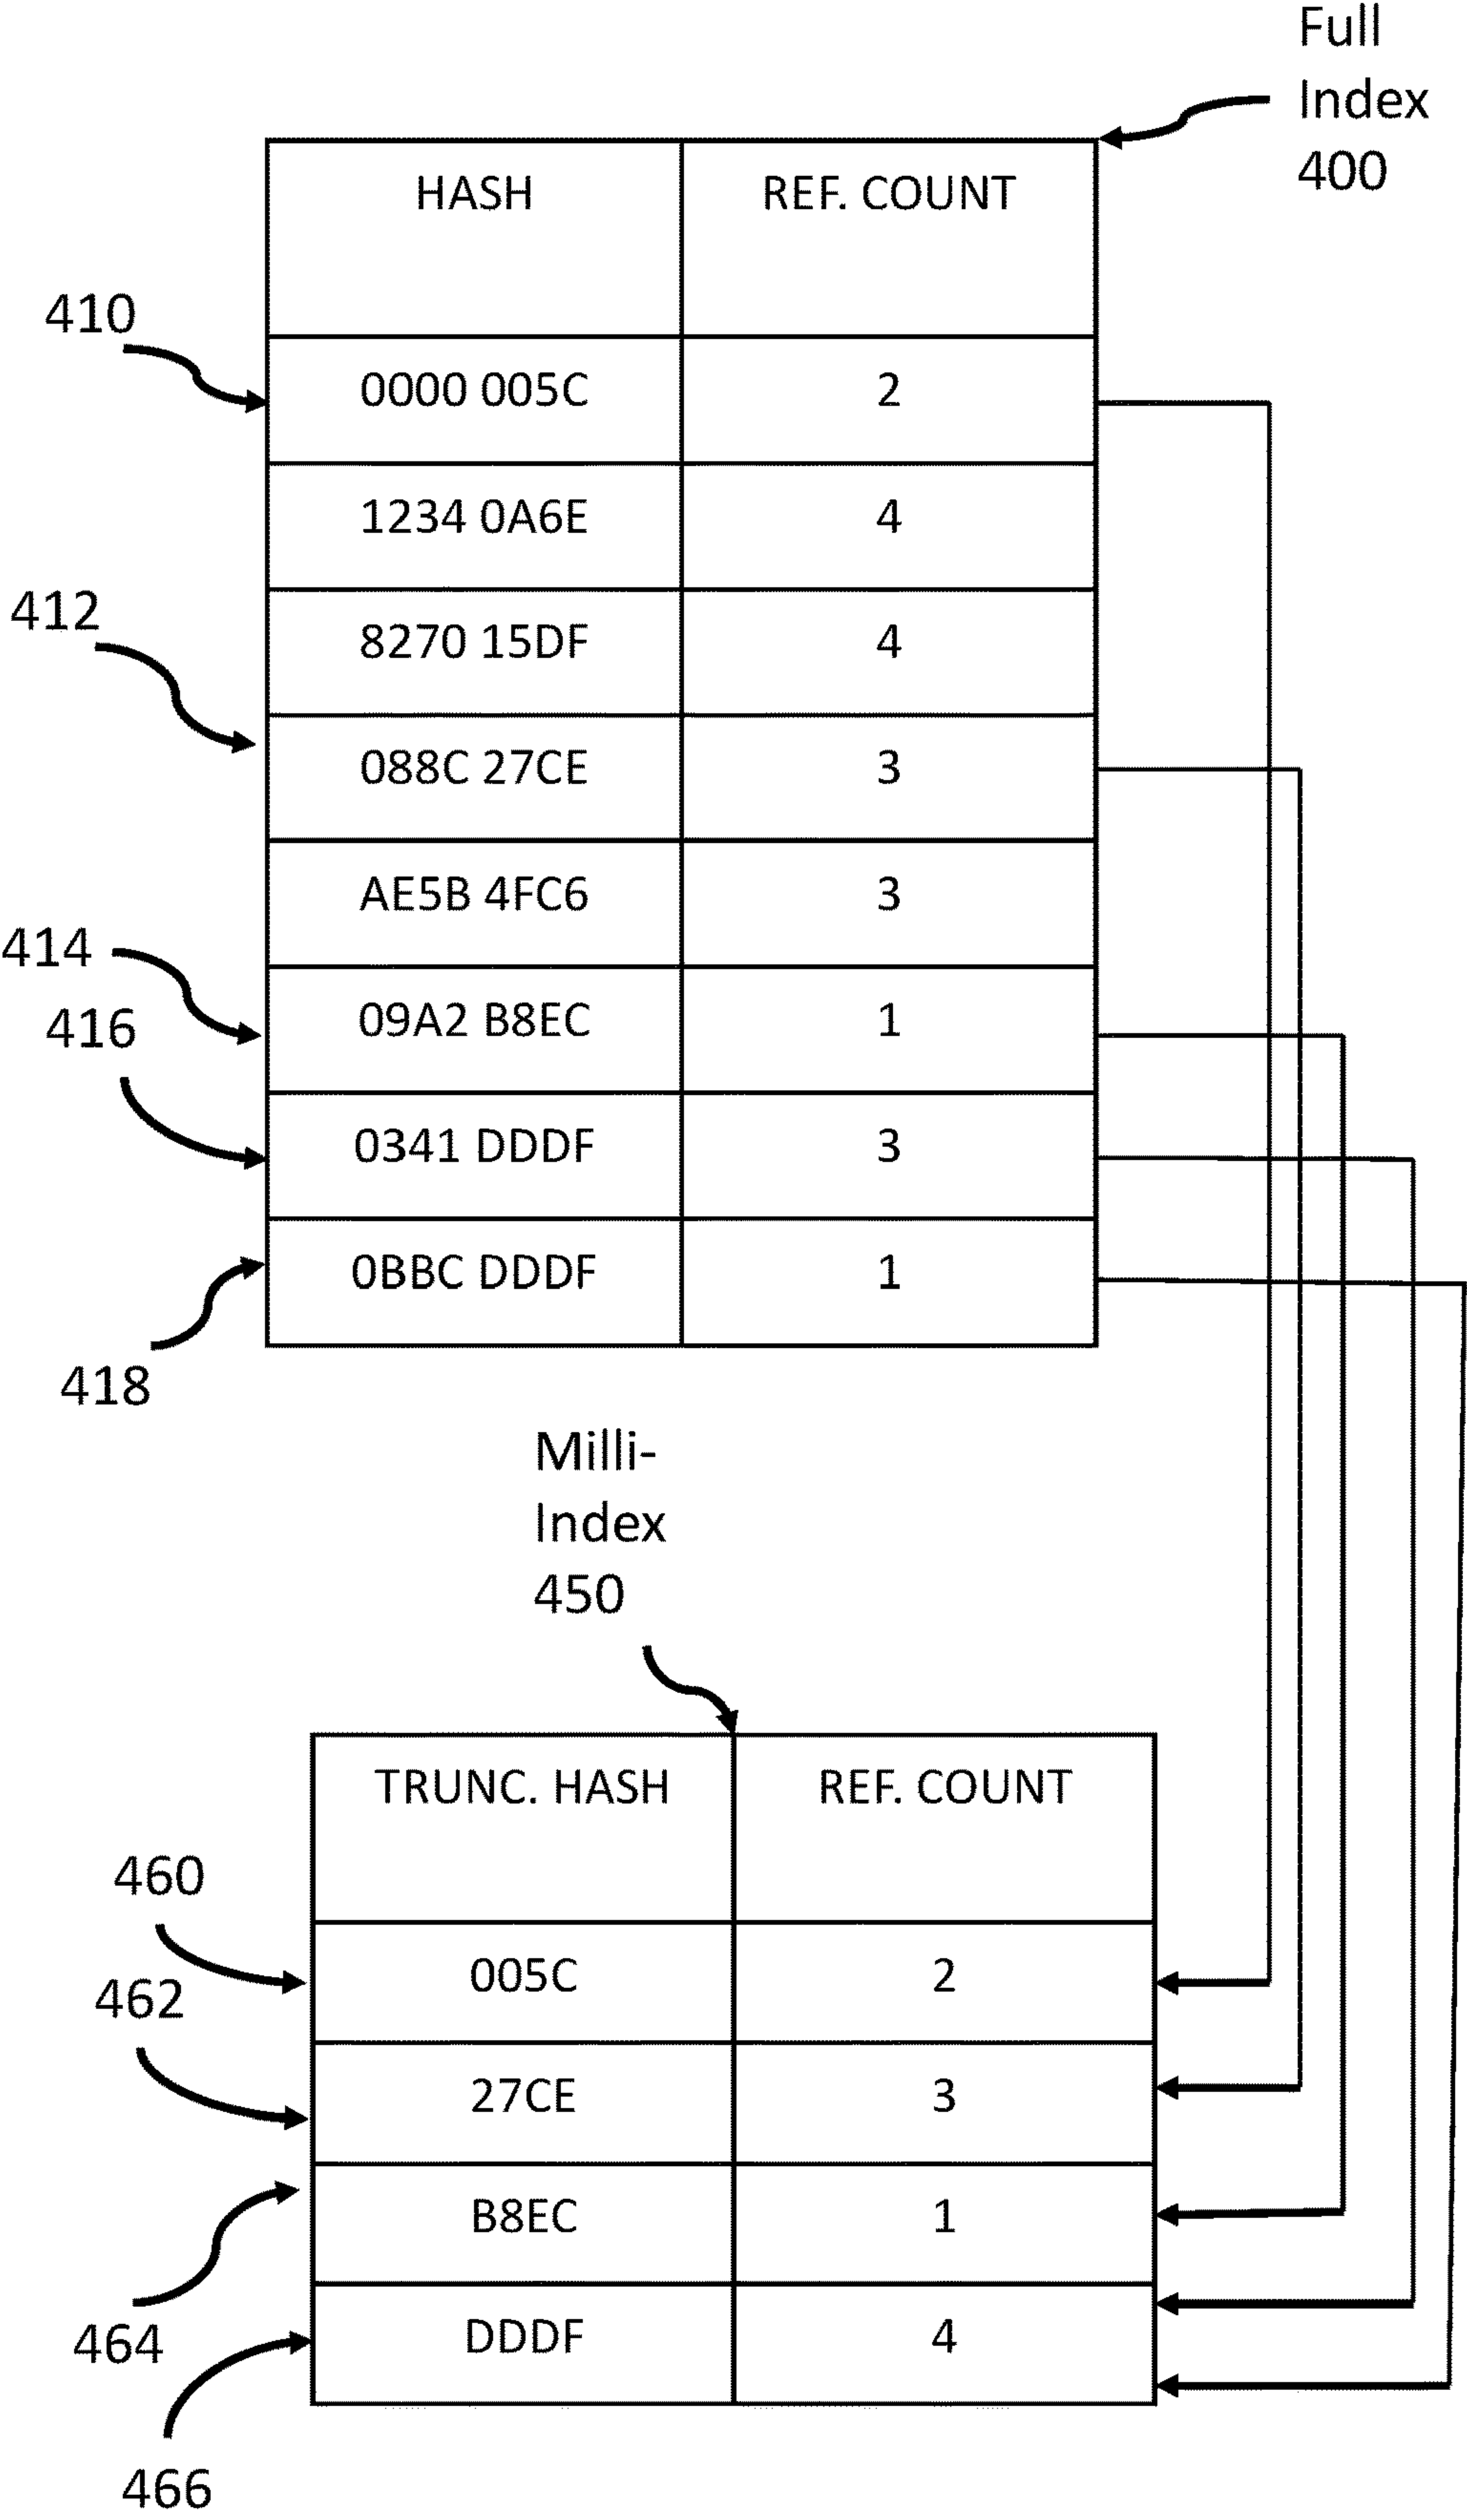 Full
Index
400
HASH REF. COUNT
410
0000 005C 2
1234 0A6E 4
412
8270 15DF 4
088C 27CE 3
AE5B 4FC6 3
414
09A2 B8EC 1
416
0341 DDDF 3
0BBC DDDF 1
418
Milli-
Index
450
TRUNC. HASH REF. COUNT
460
005C 2
462
27CE 3
B8EC 1
464
DDDF 4
466